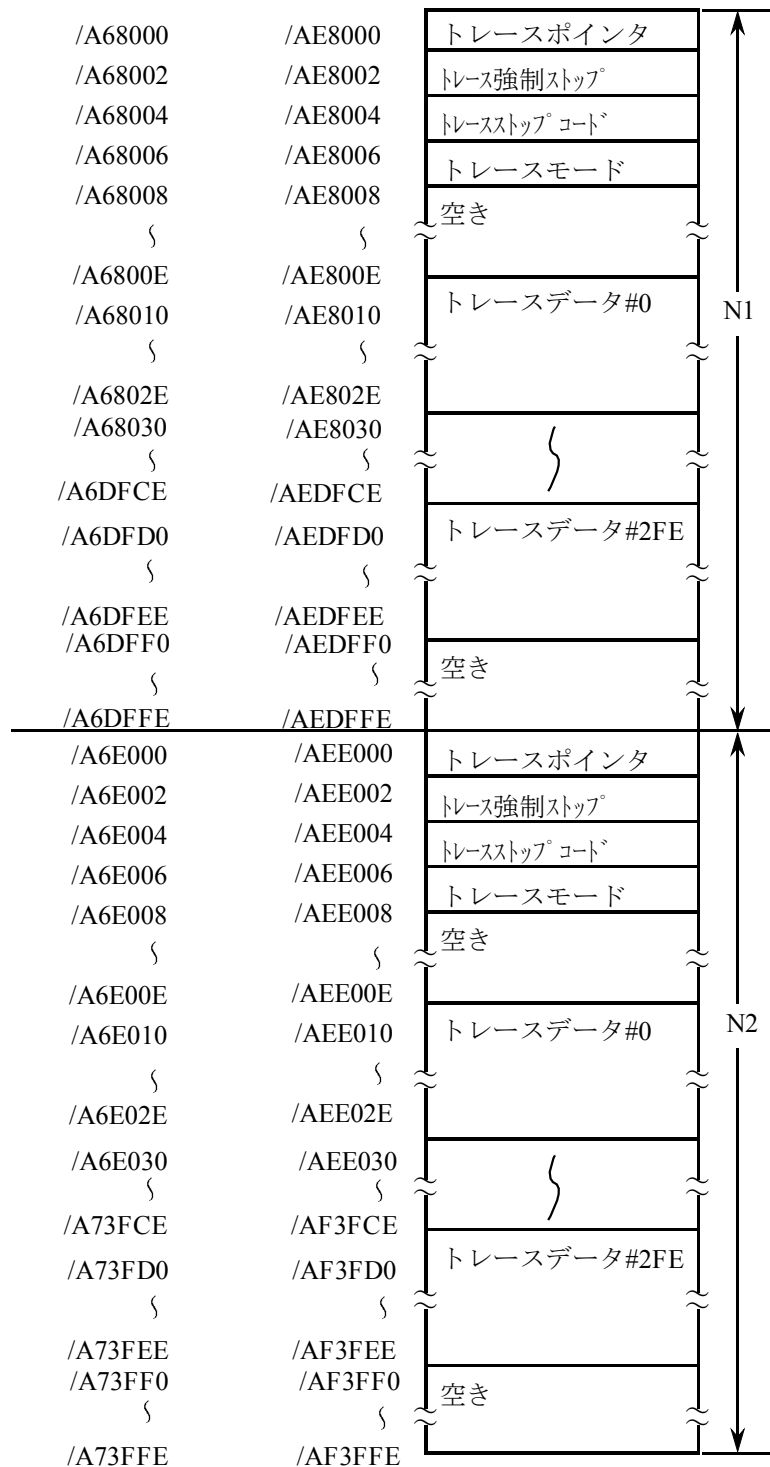 /A68000 /AE8000 トレースポインタ
/A68002 /AE8002 ﾄﾚｰｽ強制ｽﾄｯﾌﾟ
/A68004 /AE8004 ﾄﾚｰｽｽﾄｯﾌﾟｺｰﾄﾞ
/A68006 /AE8006 トレースモード
/A68008 /AE8008 空き
∫ ∫
/A6800E /AE800E
/A68010 /AE8010 トレースデータ#0 N1
∫ ∫
/A6802E /AE802E
/A68030 /AE8030
∫ ∫ ∫
/A6DFCE /AEDFCE
/A6DFD0 /AEDFD0 トレースデータ#2FE
∫ ∫
/A6DFEE /AEDFEE
/A6DFF0 /AEDFF0 空き
∫ ∫
/A6DFFE /AEDFFE
/A6E000 /AEE000 トレースポインタ
/A6E002 /AEE002 ﾄﾚｰｽ強制ｽﾄｯﾌﾟ
/A6E004 /AEE004 ﾄﾚｰｽｽﾄｯﾌﾟｺｰﾄﾞ
/A6E006 /AEE006 トレースモード
/A6E008 /AEE008 空き
∫ ∫
/A6E00E /AEE00E
/A6E010 /AEE010 トレースデータ#0 N2
∫ ∫
/A6E02E /AEE02E
/A6E030 /AEE030
∫ ∫ ∫
/A73FCE /AF3FCE
/A73FD0 /AF3FD0 トレースデータ#2FE
∫ ∫
/A73FEE /AF3FEE
/A73FF0 /AF3FF0 空き
∫ ∫
/A73FFE /AF3FFE